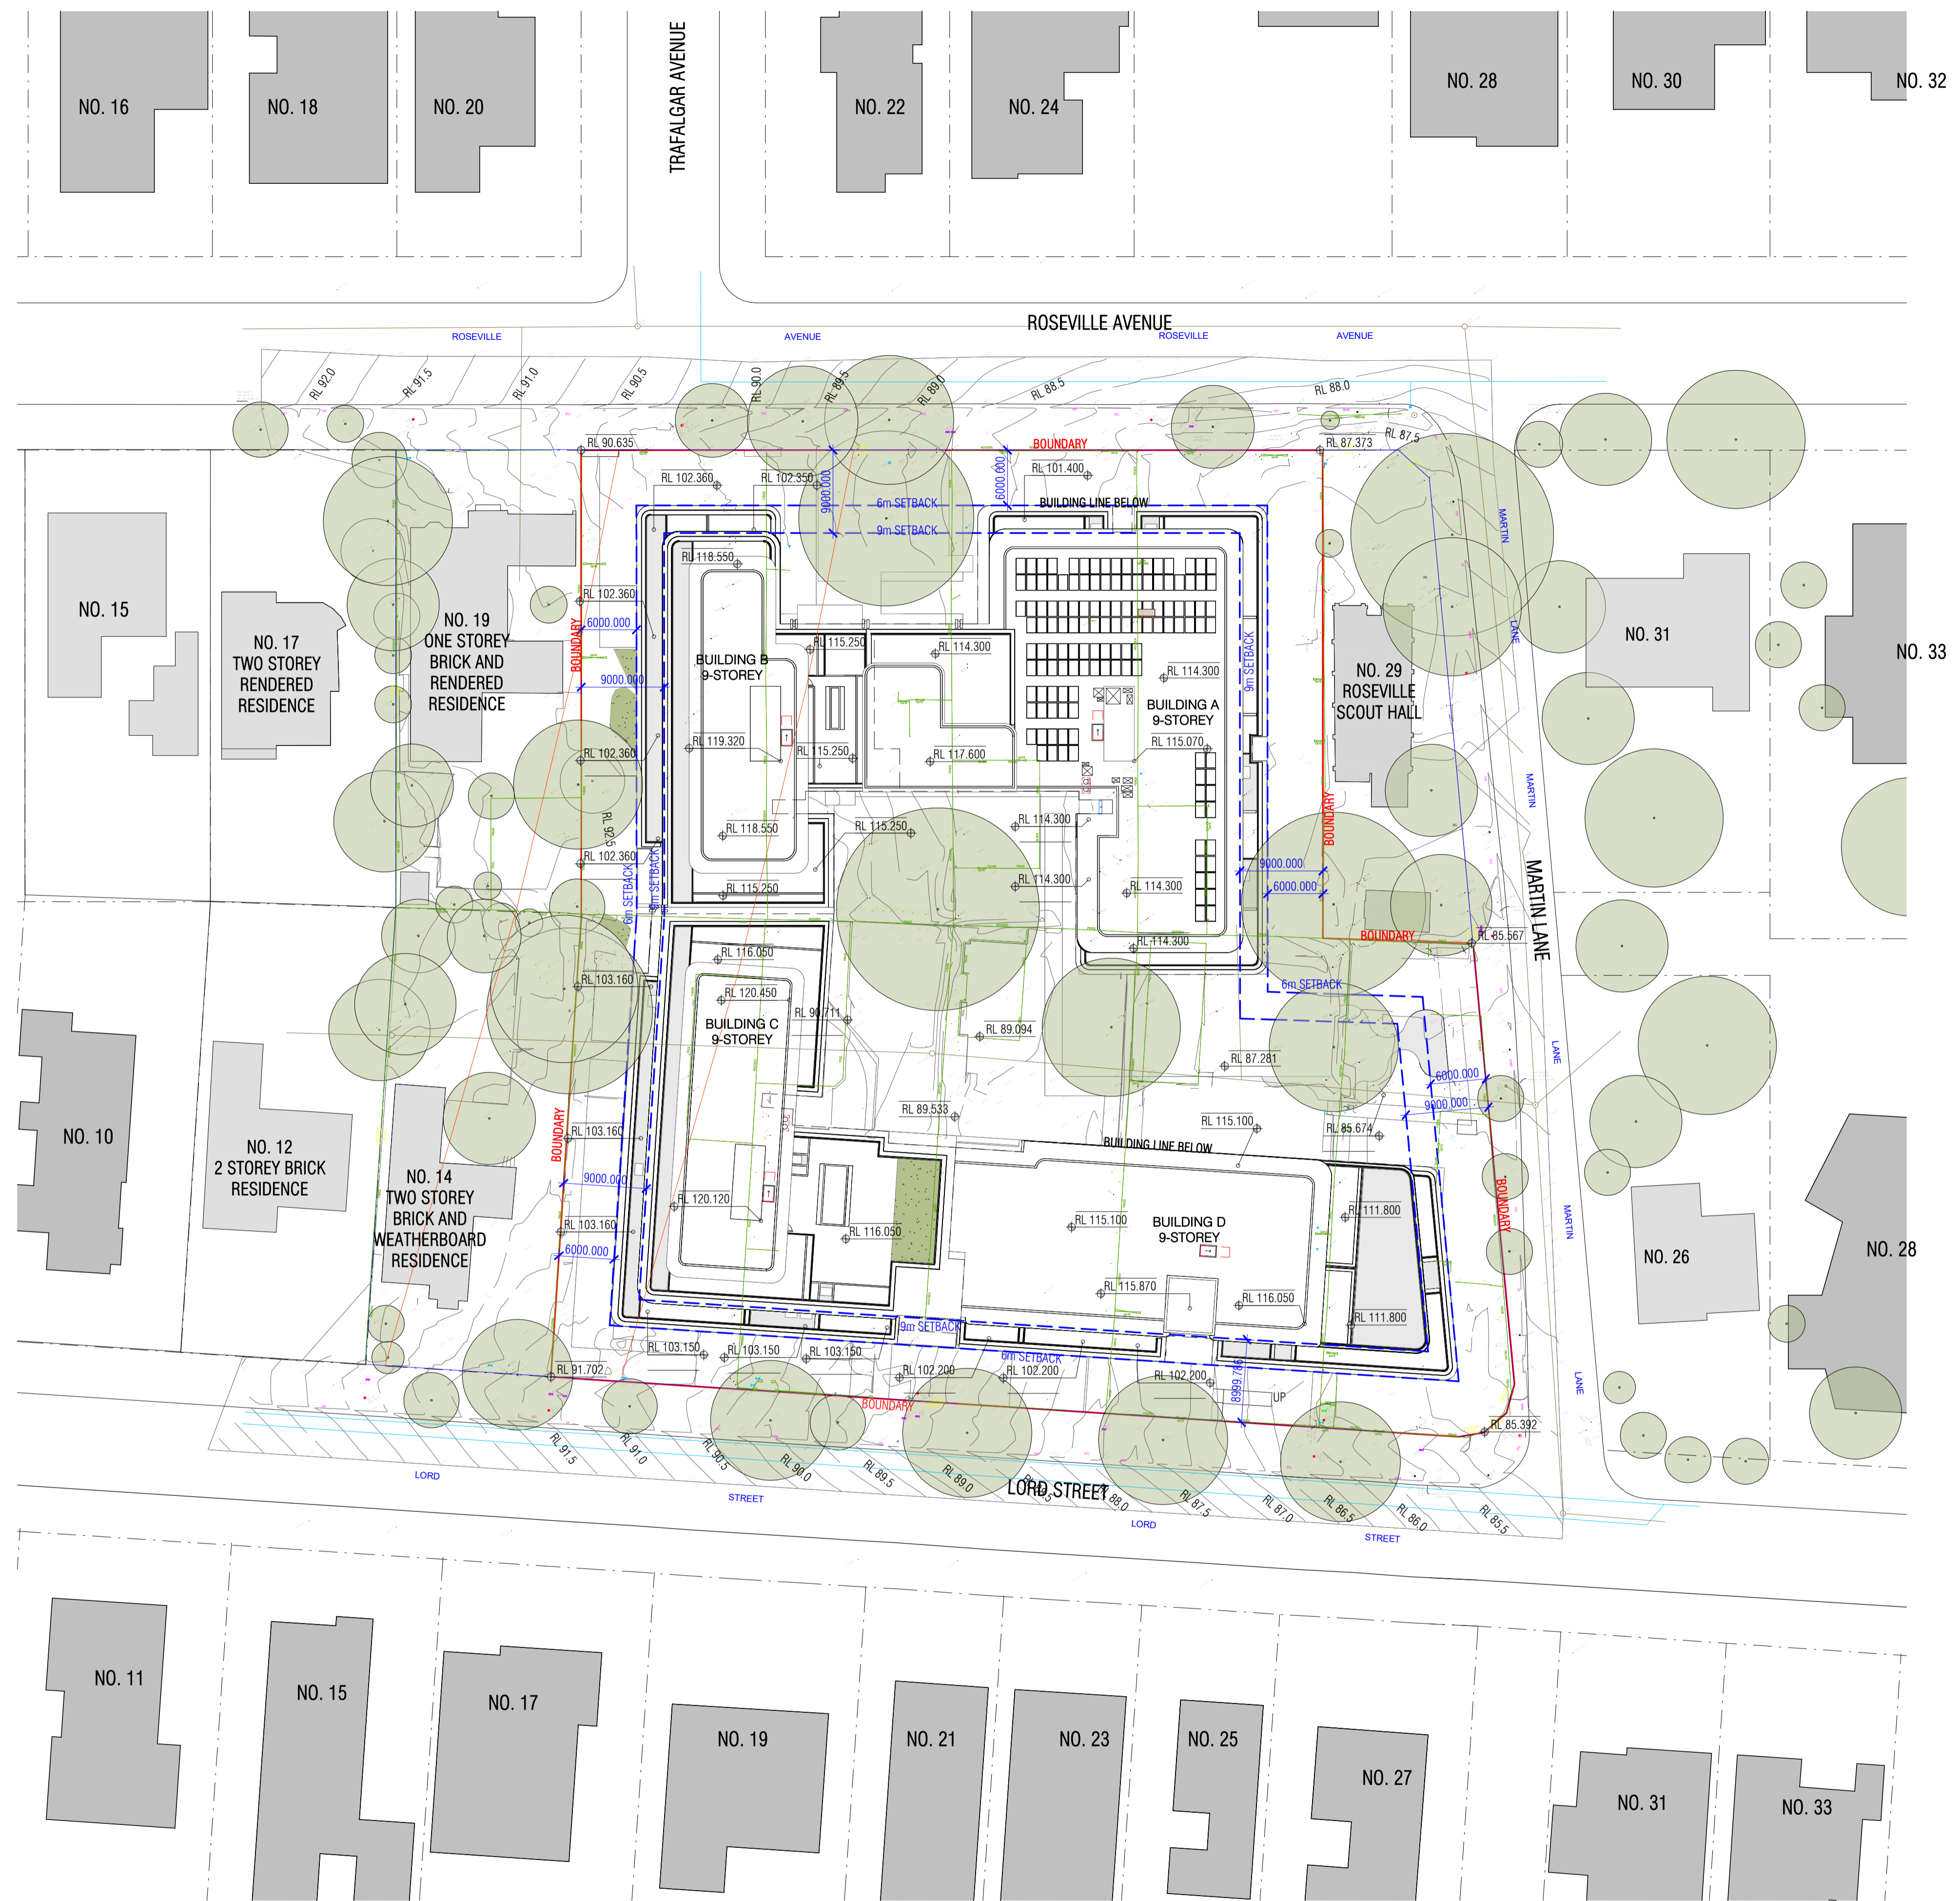 NO. 16
NO. 18
NO. 20
TRAFALGAR AVENUE
NO. 22
NO. 24
NO. 28
NO. 30
NO. 32
ROSEVILLE AVENUE
ROSEVILLE
AVENUE
ROSEVILLE
AVENUE
RL 92.0
RL 91.5
RL 91.0
RL 90.5
RL 90.0
RL 89.5
RL 89.0
RL 88.5
RL 88.0
RL 87.5
RL 90.635
BOUNDARY
RL 87.373
RL 102.360
RL 102.350
9000.000
6000.000
RL 101.400
6m SETBACK
BUILDING LINE BELOW
9m SETBACK
MARTIN
LANE
NO. 15
NO. 17
TWO STOREY
RENDERED
RESIDENCE
NO. 19
ONE STOREY
BRICK AND
RENDERED
RESIDENCE
RL 118.550
RL 102.360
6000.000
BOUNDARY
9000.000
BUILDING B
9-STOREY
RL 115.250
RL 114.300
RL 114.300
9m SETBACK
BUILDING A
9-STOREY
NO. 29
ROSEVILLE
SCOUT HALL
NO. 31
NO. 33
RL 119.320
RL 115.250
RL 117.600
RL 115.070
RL 102.360
RL 92.5
RL 118.550
RL 115.250
RL 114.300
BOUNDARY
MARTIN
RL 102.360
6m SETBACK
9m SETBACK
RL 115.250
RL 114.300
RL 114.300
9000.000
6000.000
MARTIN LANE
RL 116.050
RL 114.300
BOUNDARY
RL 85.567
RL 103.160
RL 120.450
RL 90.711
6m SETBACK
BUILDING C
9-STOREY
RL 89.094
RL 87.281
LANE
6000.000
9000.000
NO. 10
NO. 12
2 STOREY BRICK
RESIDENCE
NO. 14
TWO STOREY
BRICK AND
WEATHERBOARD
RESIDENCE
BOUNDARY
RL 103.160
RL 89.533
RL 115.100
BUILDING LINE BELOW
RL 85.674
9000.000
RL 120.120
RL 103.160
6000.000
RL 116.050
RL 115.100
BUILDING D
9-STOREY
RL 111.800
BOUNDARY
MARTIN
NO. 26
NO. 28
RL 115.870
RL 116.050
RL 111.800
9m SETBACK
6m SETBACK
RL 103.150
RL 103.150
RL 103.150
RL 91.702
RL 102.200
RL 102.200
RL 102.200
8999.786
UP
BOUNDARY
LANE
RL 85.392
RL 91.5
RL 91.0
RL 90.5
RL 90.0
RL 89.5
RL 89.0
RL 88.0
RL 87.5
RL 87.0
RL 86.5
RL 86.0
RL 85.5
LORD STREET
LORD
STREET
LORD
STREET
NO. 11
NO. 15
NO. 17
NO. 19
NO. 21
NO. 23
NO. 25
NO. 27
NO. 31
NO. 33